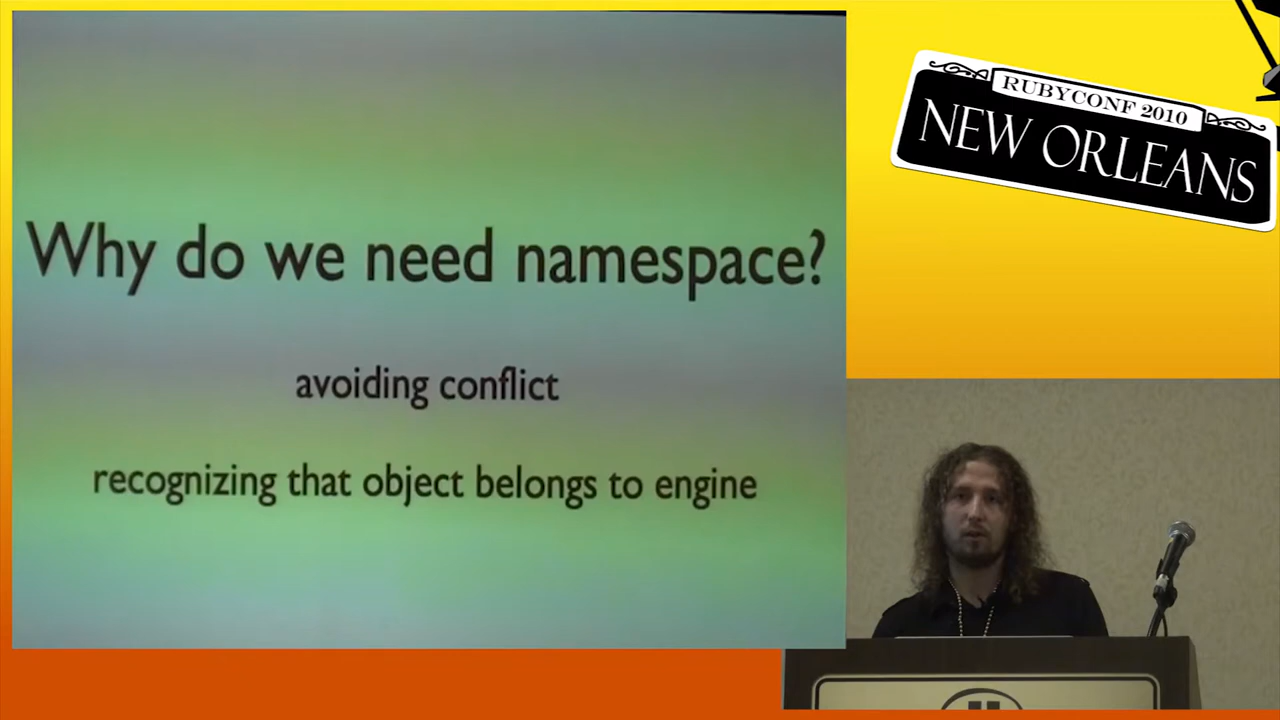 Why do we need namespace?
avoiding conflict
recognizing that object belongs to engine
RUBYCONF 2010
NEW ORLEANS